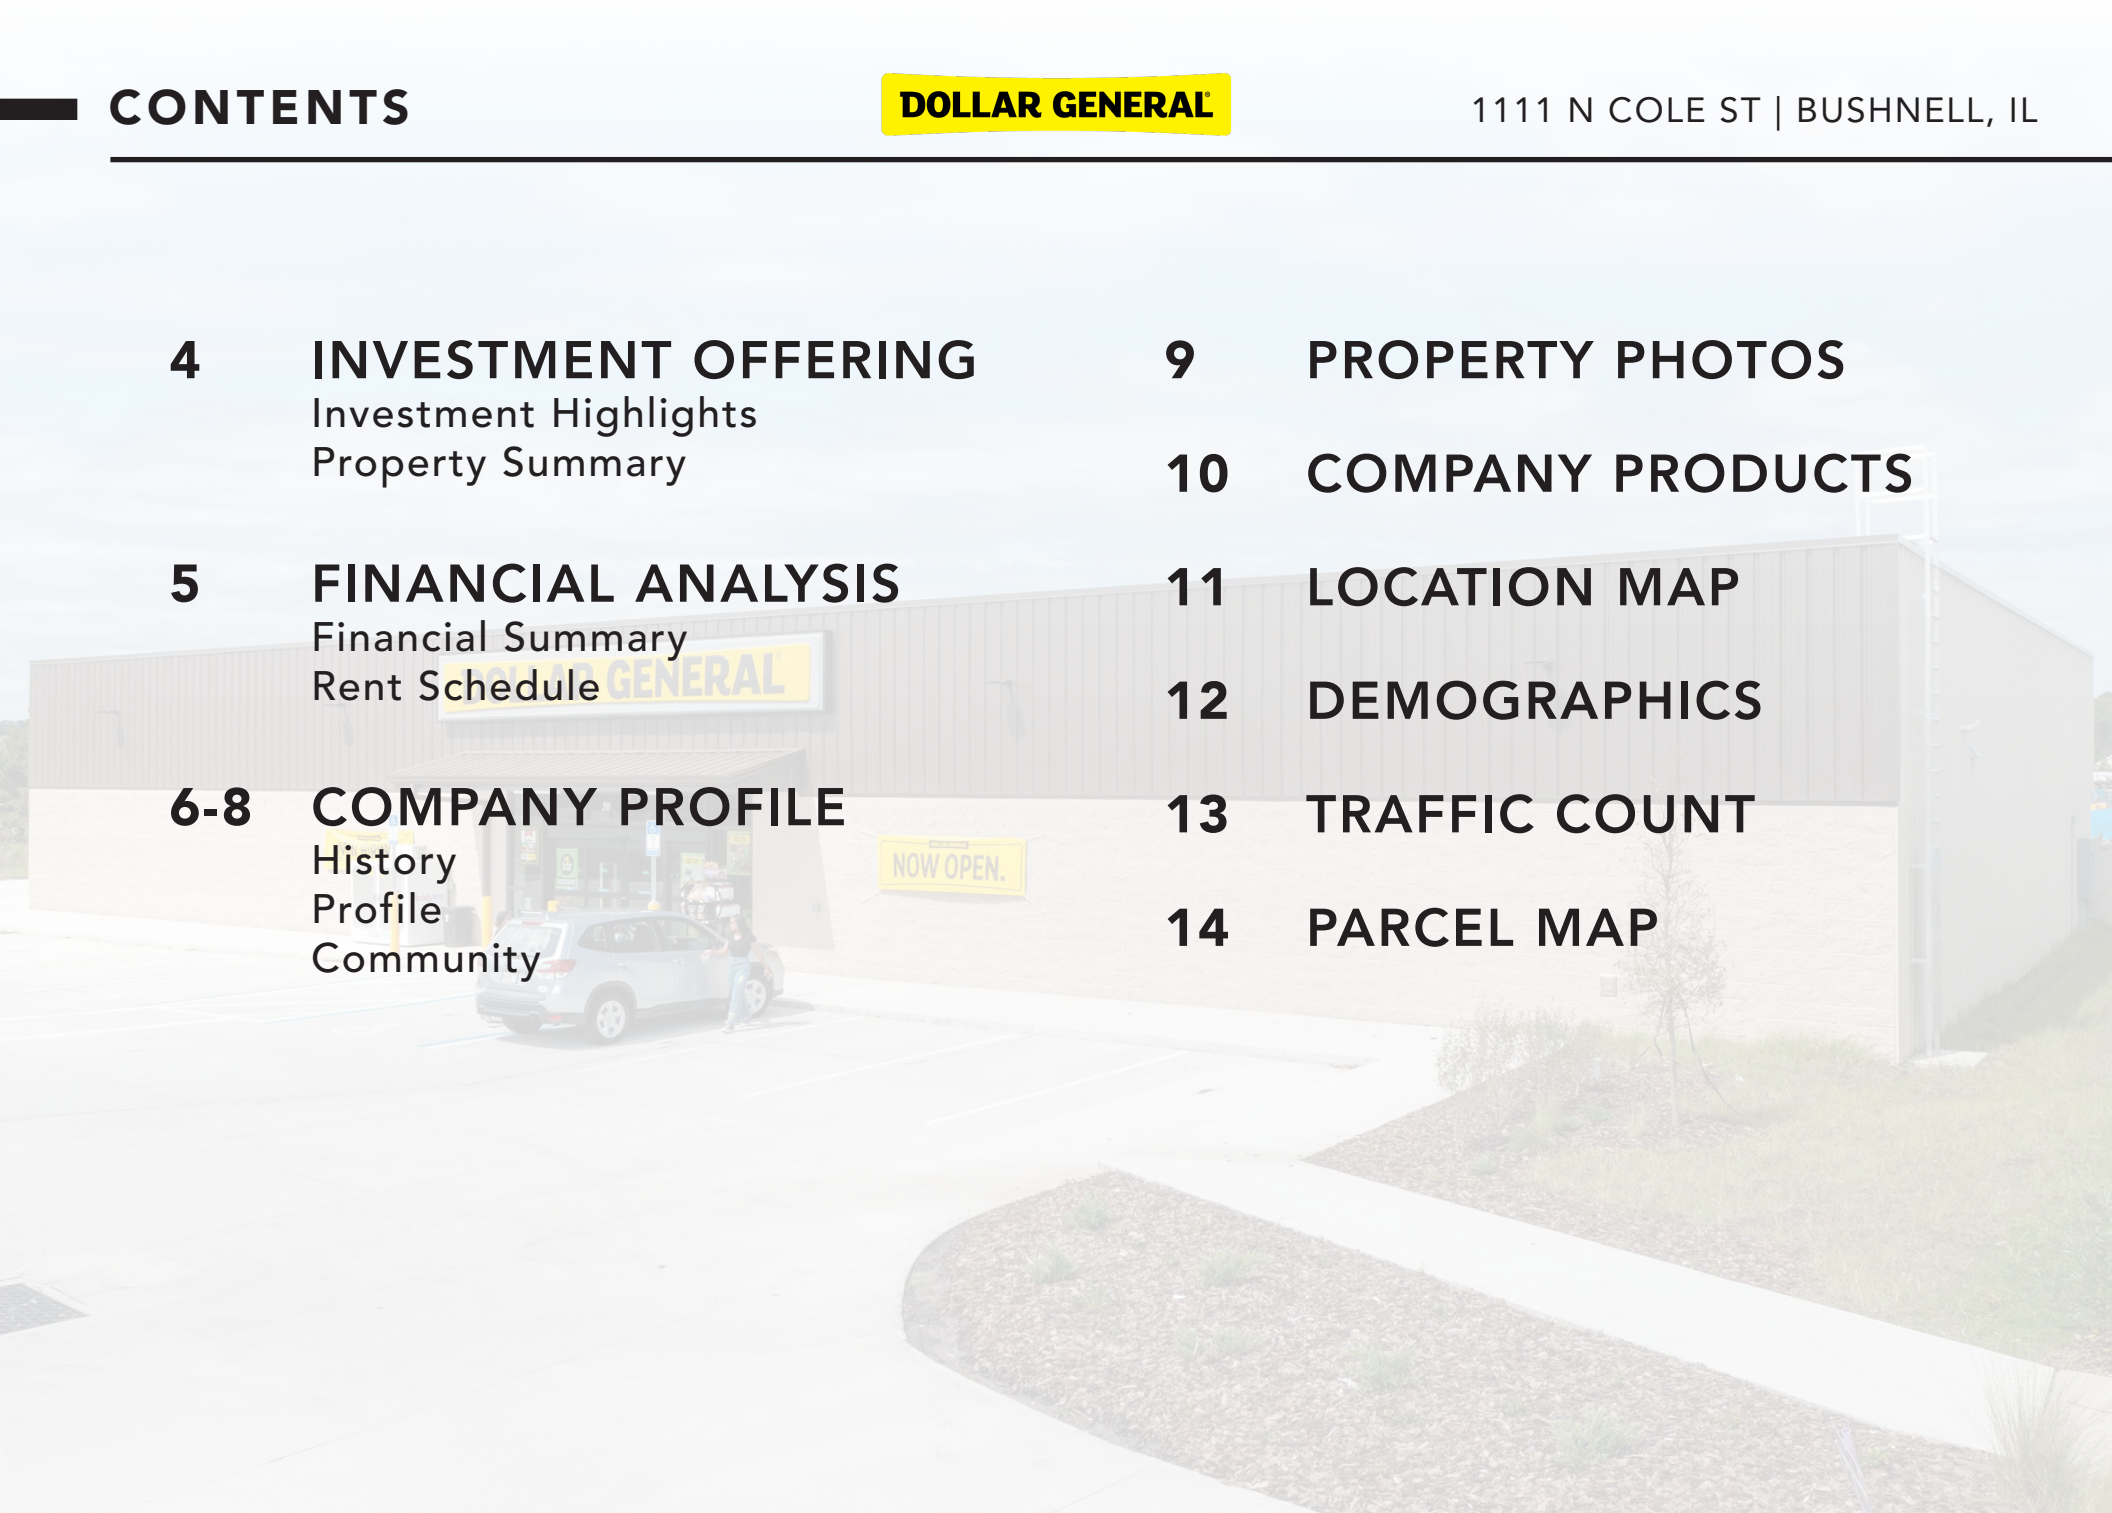 CONTENTS
DOLLAR GENERAL®
1111 N COLE ST | BUSHNELL, IL
4 INVESTMENT OFFERING
Investment Highlights
Property Summary
5 FINANCIAL ANALYSIS
Financial Summary
Rent Schedule
6-8 COMPANY PROFILE
History
Profile
Community
9 PROPERTY PHOTOS
10 COMPANY PRODUCTS
11 LOCATION MAP
12 DEMOGRAPHICS
13 TRAFFIC COUNT
14 PARCEL MAP
DOLLAR GENERAL
NOW OPEN.